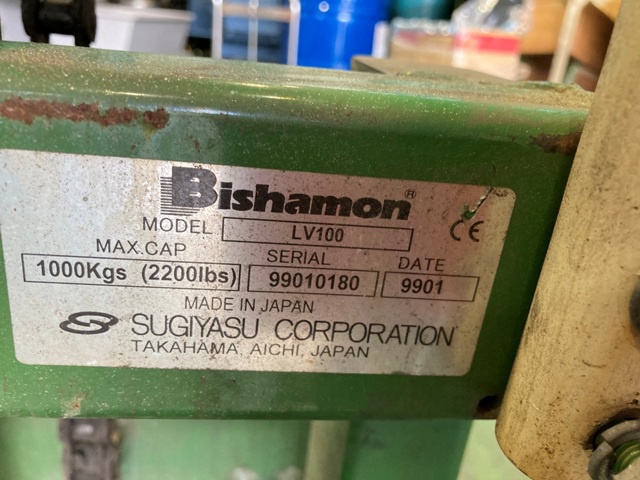 Bishamon®
MODEL LV100 CE
MAX.CAP SERIAL DATE
1000Kgs (2200lbs) 99010180 9901
MADE IN JAPAN
SUGIYASU CORPORATION
TAKAHAMA AICHI, JAPAN